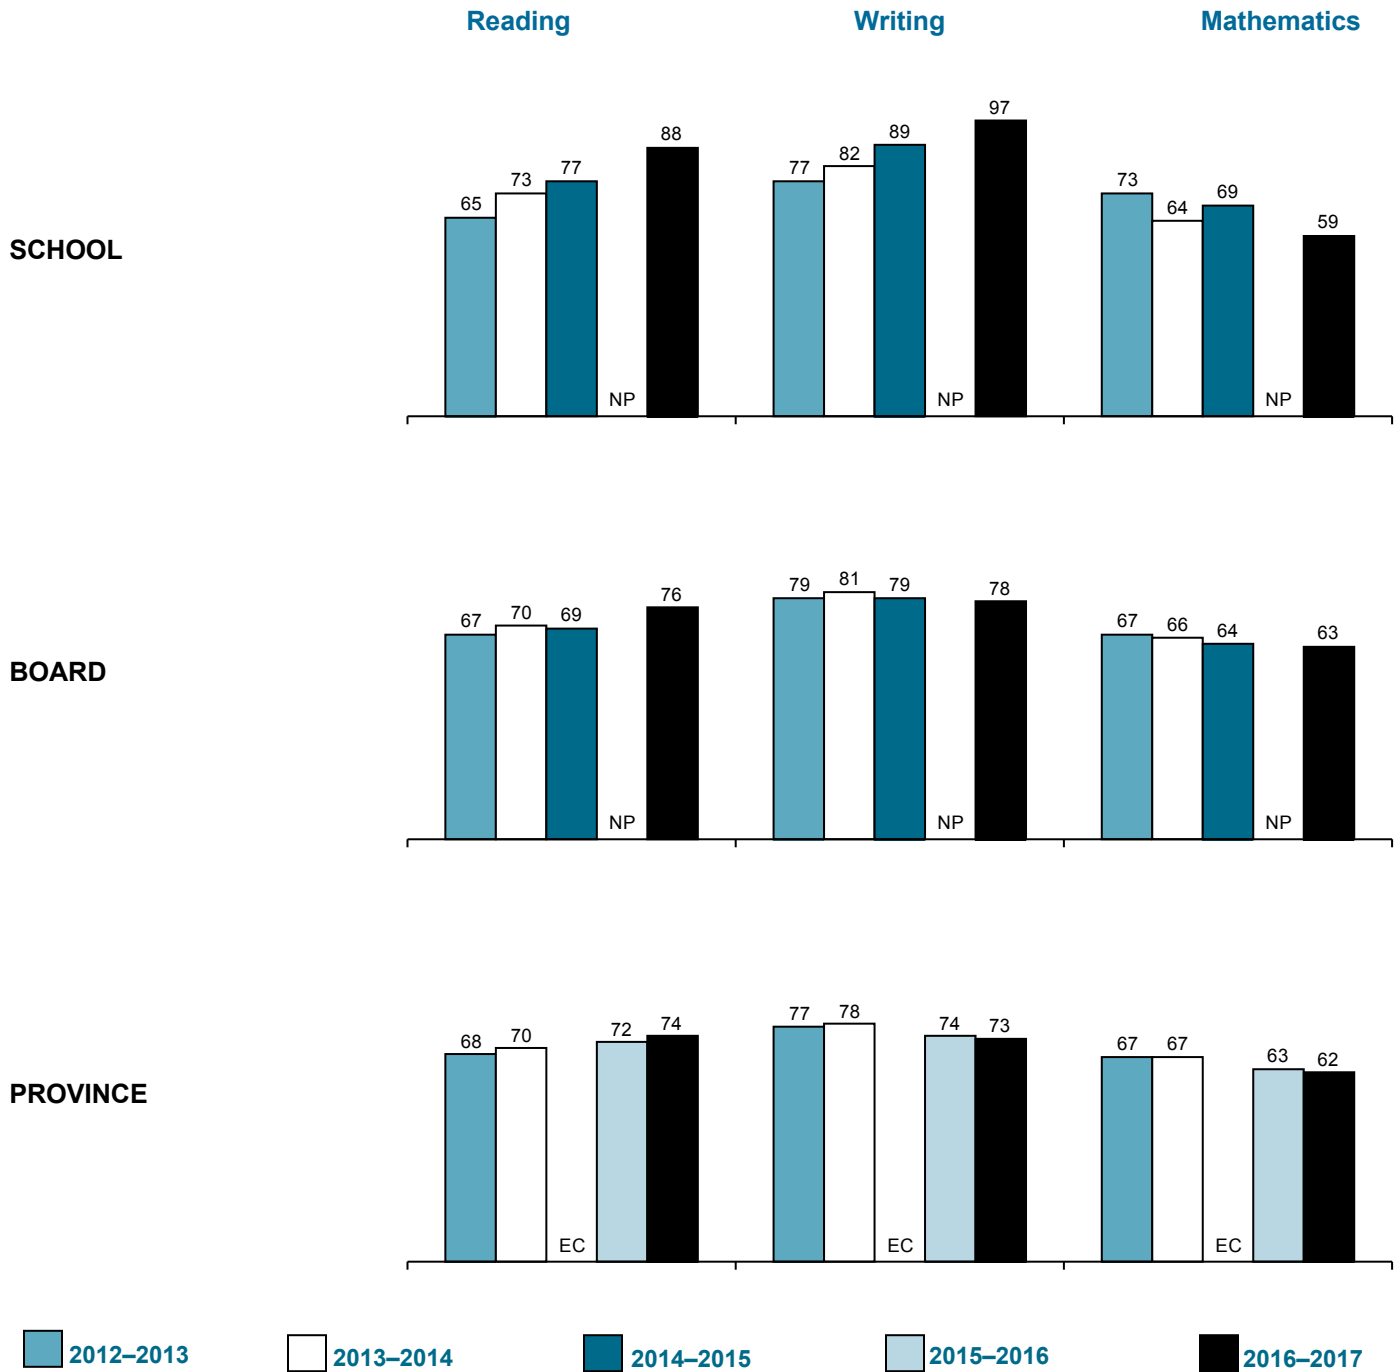 Reading Writing Mathematics
SCHOOL
65 73 77 NP 88
77 82 89 NP 97
73 64 69 NP 59
BOARD
67 70 69 NP 76
79 81 79 NP 78
67 66 64 NP 63
PROVINCE
68 70 EC 72 74
77 78 EC 74 73
67 67 EC 63 62
2012–2013 2013–2014 2014–2015 2015–2016 2016–2017